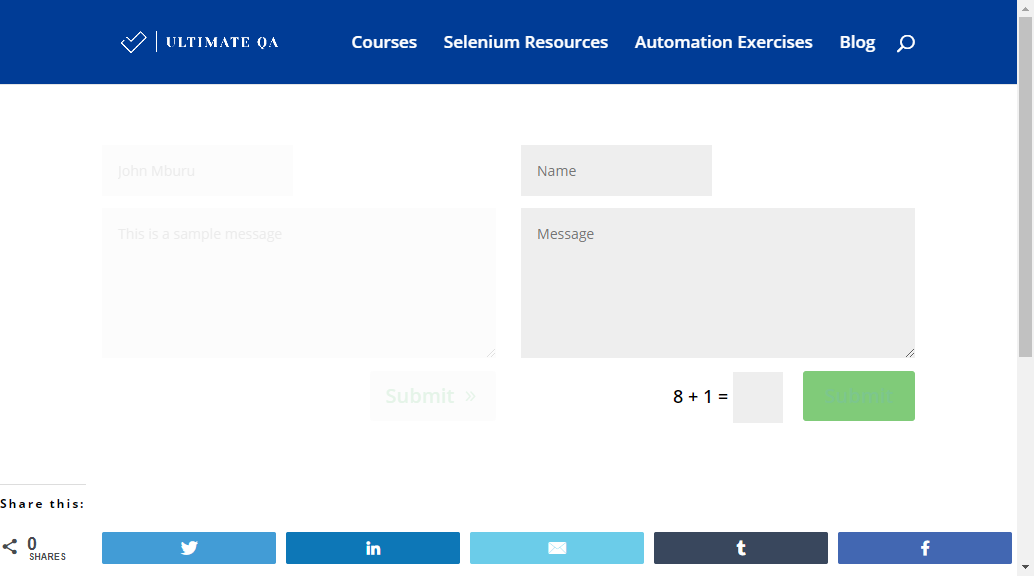 ULTIMATE QA
Courses
Selenium Resources
Automation Exercises
Blog
John Mburu
This is a sample message
Submit »
Name
Message
8 + 1 =
Submit
Share this:
0
SHARES